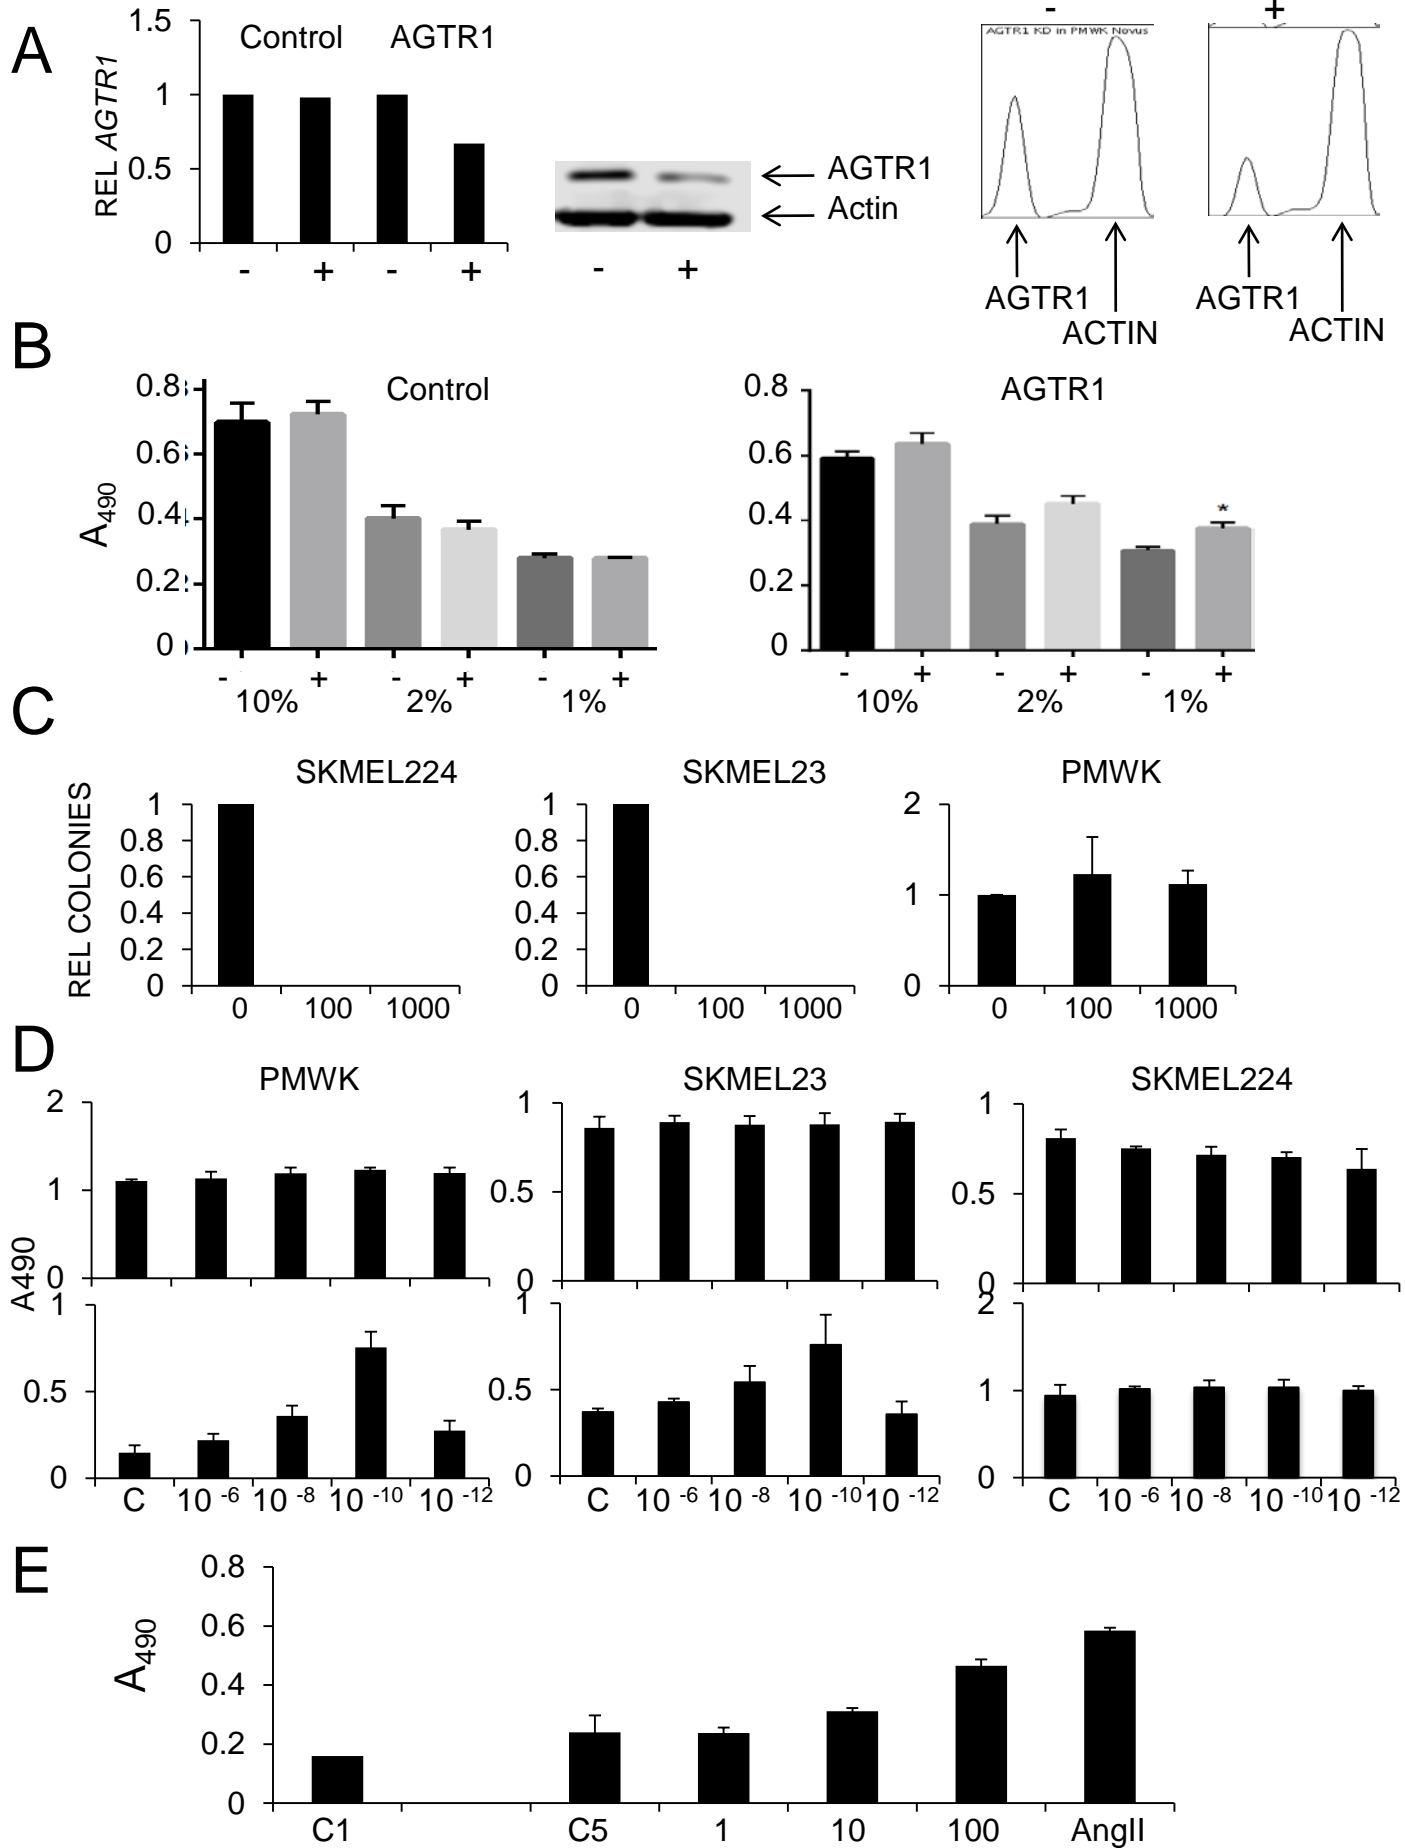 A
1.5
1
0.5
0
REL AGTR1
Control AGTR1
- + - +
AGTR1
Actin
- +
- +
AGTR1 KD in PMWK Novus
AGTR1
ACTIN
AGTR1
ACTIN
B
A490
0.8
0.6
0.4
0.2
0
Control
- + - + - +
10% 2% 1%
0.8
0.6
0.4
0.2
0
AGTR1
*
- + - + - +
10% 2% 1%
C
REL COLONIES
SKMEL224
1
0.8
0.6
0.4
0.2
0
0 100 1000
SKMEL23
1
0.8
0.6
0.4
0.2
0
0 100 1000
PMWK
2
1
0
0 100 1000
D
A490
PMWK
2
1
0
SKMEL23
1
0.5
0
SKMEL224
1
0.5
0
1
0.5
0
C 10 -6 10 -8 10 -10 10 -12
1
0.5
0
C 10 -6 10 -8 10 -10 10 -12
2
1
0
C 10 -6 10 -8 10 -10 10 -12
E
A490
0.8
0.6
0.4
0.2
0
C1 C5 1 10 100 AngII